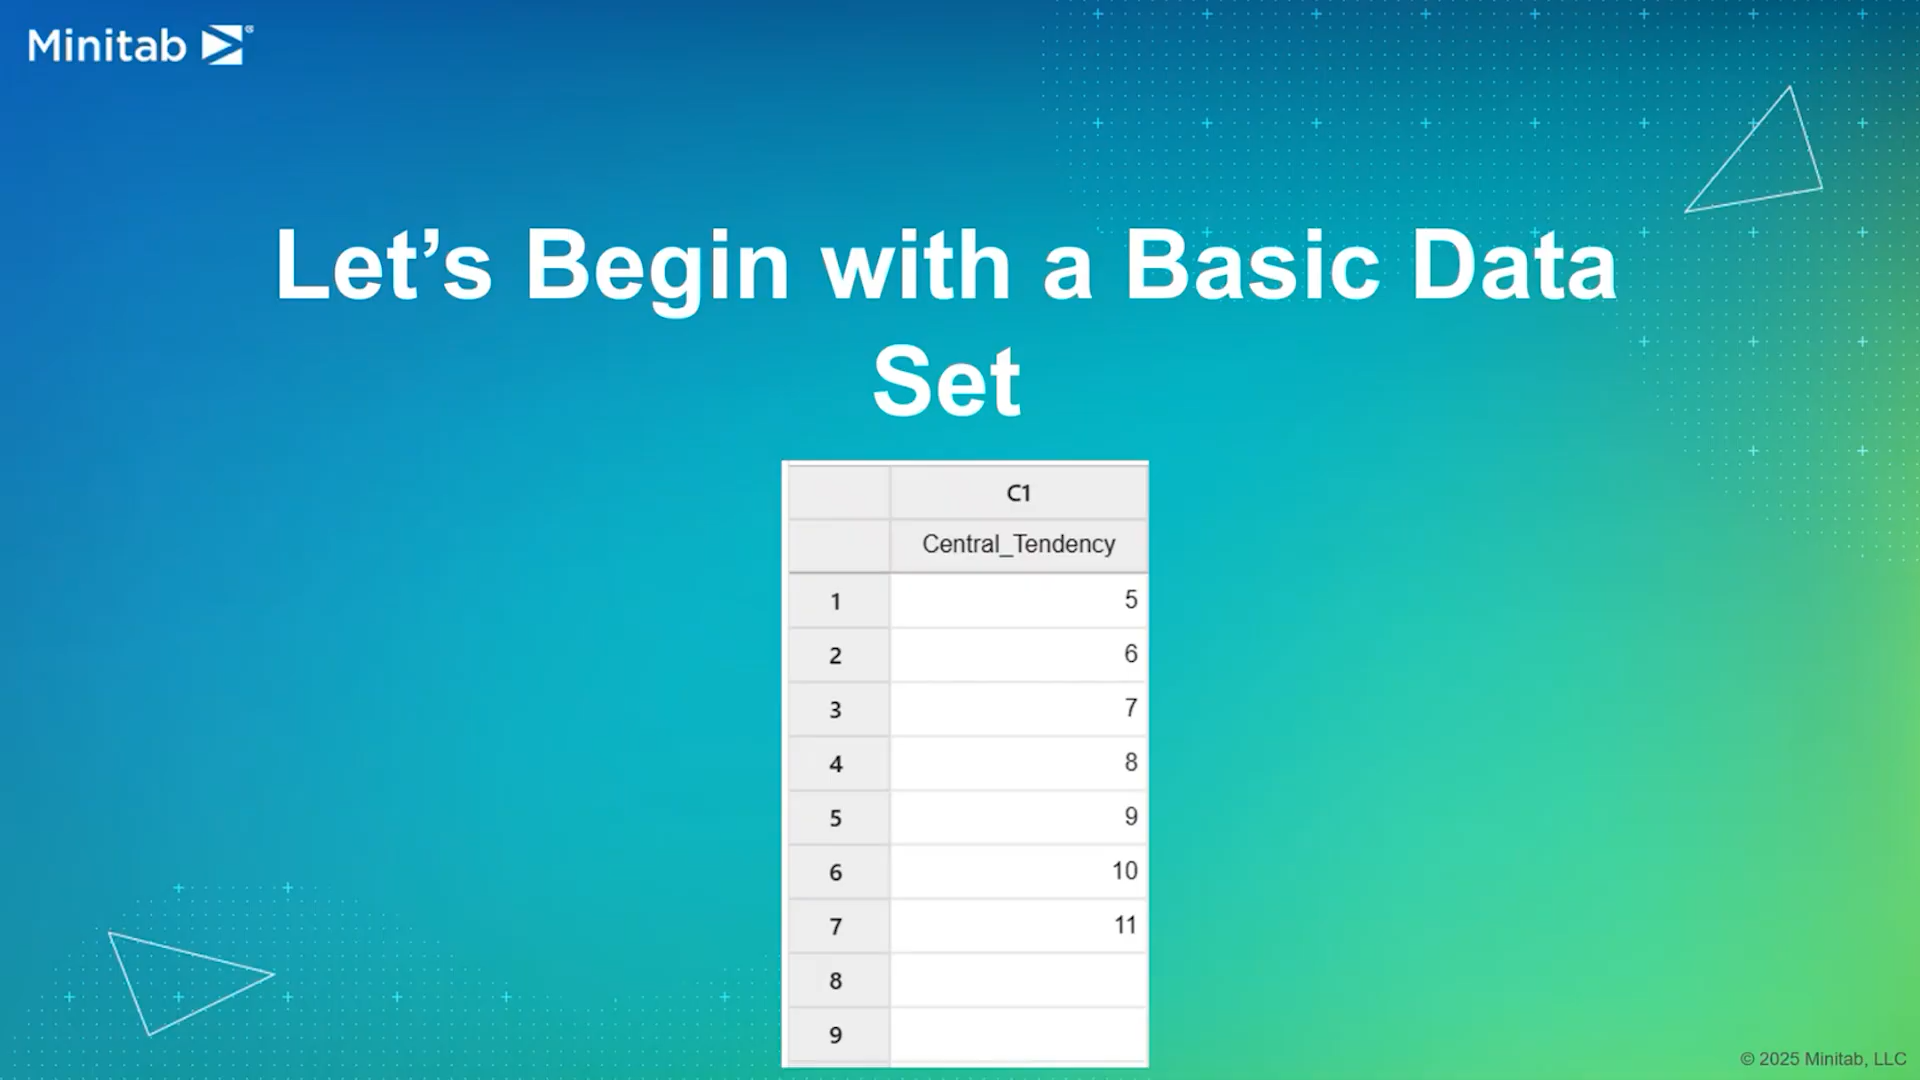 Minitab
Let’s Begin with a Basic Data
Set
C1
Central_Tendency
1 5
2 6
3 7
4 8
5 9
6 10
7 11
8
9
© 2025 Minitab, LLC